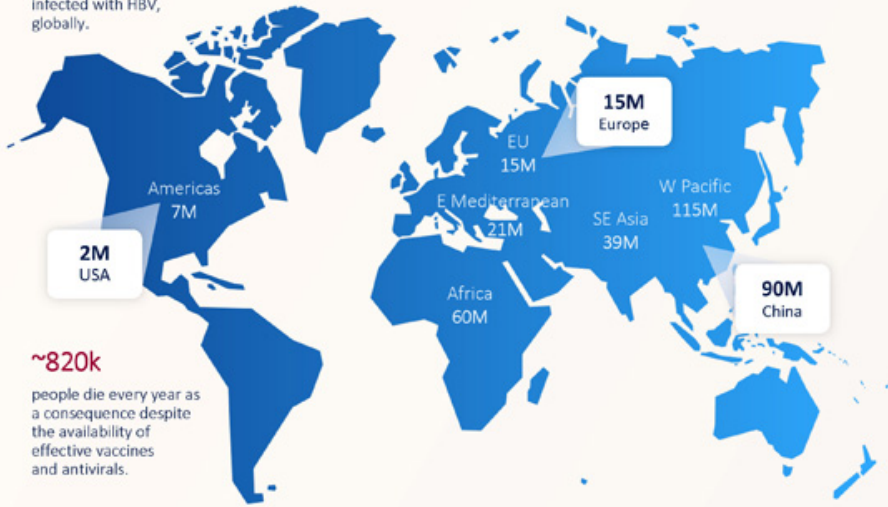 infected with HBV,
globally.
15M
Europe
EU
15M
Americas
7M
E Mediterranean
21M
W Pacific
115M
SE Asia
39M
2M
USA
Africa
60M
90M
China
~820k
people die every year as
a consequence despite
the availability of
effective vaccines
and antivirals.